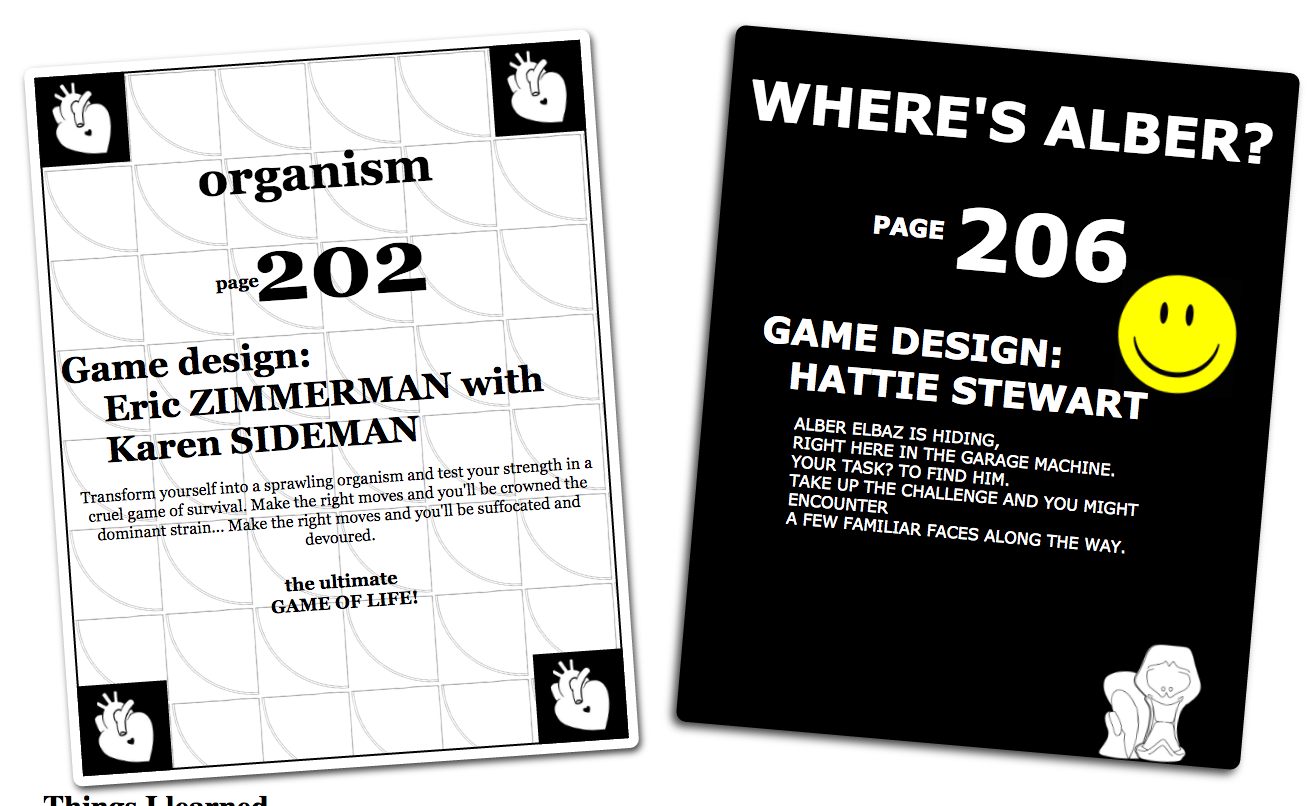 organism
page 202
Game design:
Eric ZIMMERMAN with
Karen SIDEMAN
Transform yourself into a sprawling organism and test your strength in a
cruel game of survival. Make the right moves and you'll be crowned the
dominant strain... Make the right moves and you'll be suffocated and
devoured.
the ultimate
GAME OF LIFE!
WHERE'S ALBER?
PAGE 206
GAME DESIGN:
HATTIE STEWART
ALBER ELBAZ IS HIDING,
RIGHT HERE IN THE GARAGE MACHINE.
YOUR TASK? TO FIND HIM.
TAKE UP THE CHALLENGE AND YOU MIGHT
ENCOUNTER
A FEW FAMILIAR FACES ALONG THE WAY.
Things I learned